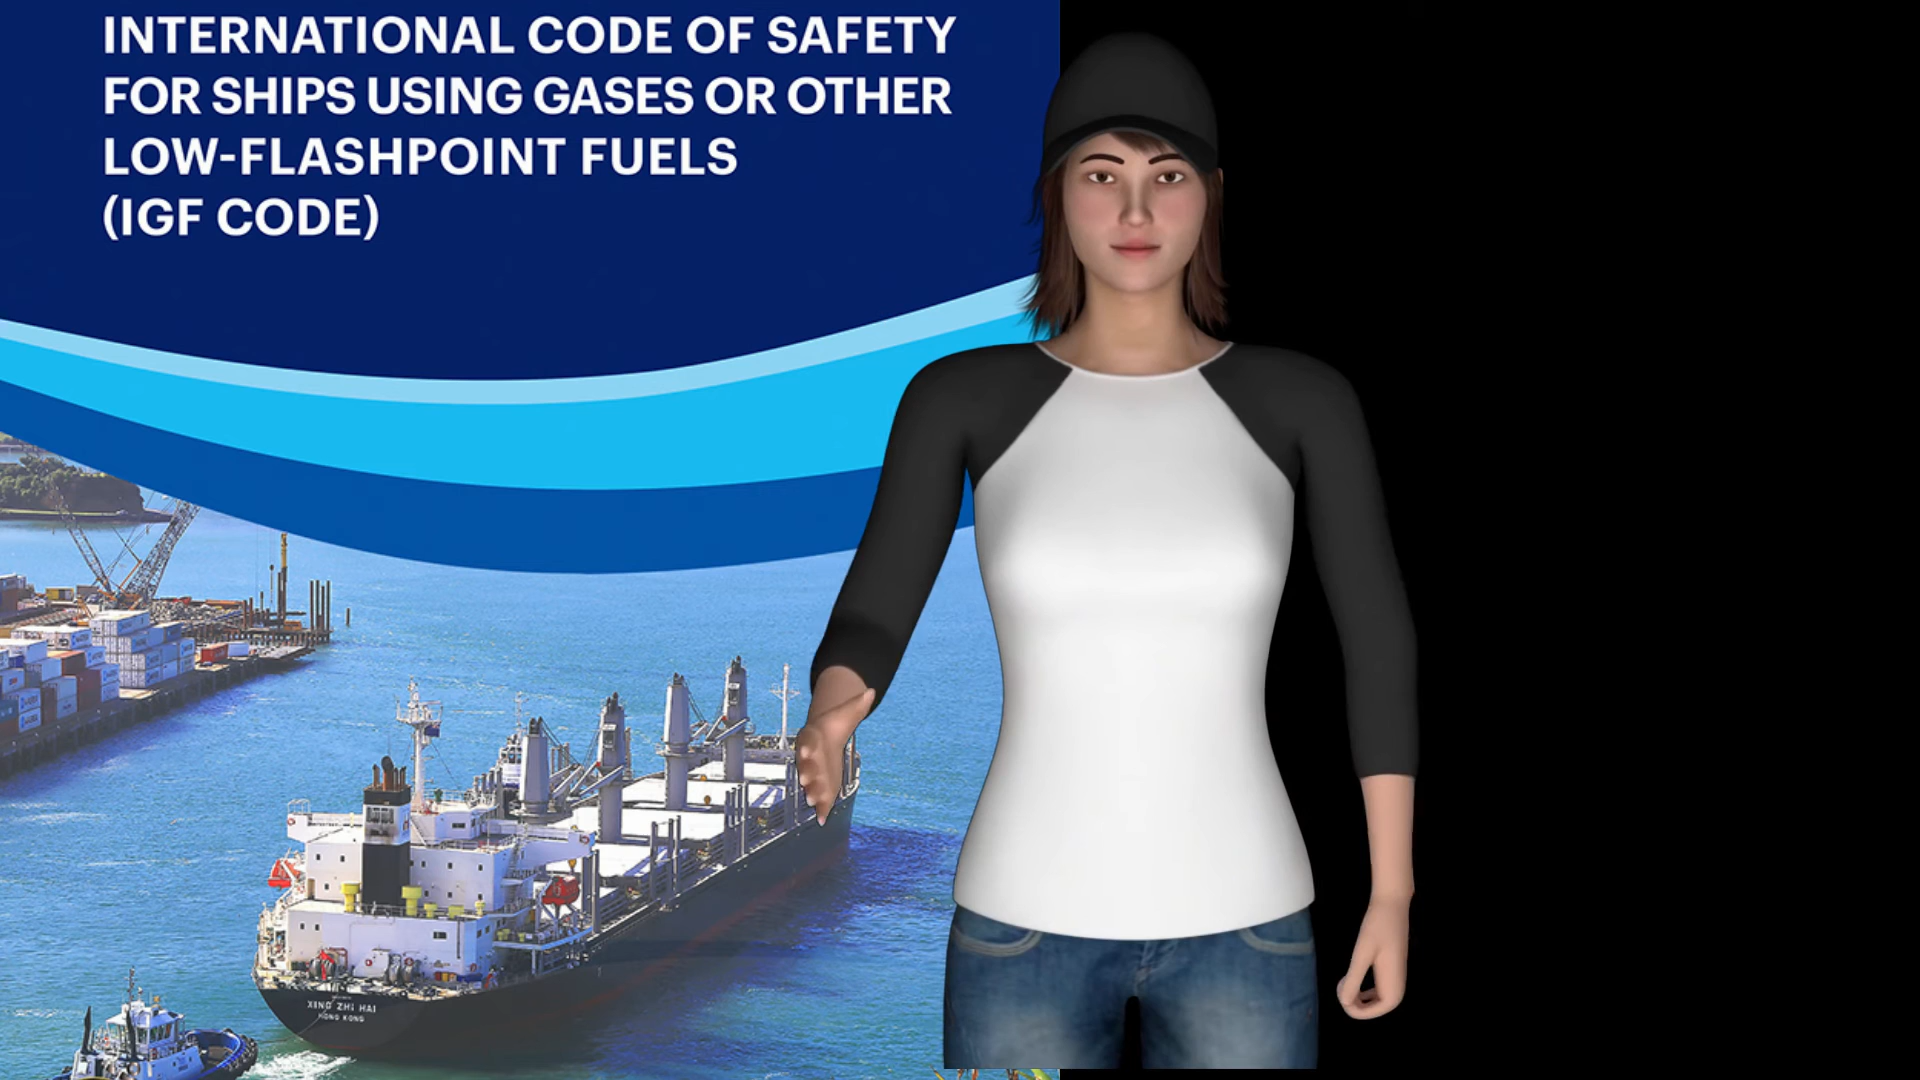 INTERNATIONAL CODE OF SAFETY
FOR SHIPS USING GASES OR OTHER
LOW-FLASHPOINT FUELS
(IGF CODE)
XING ZHI HAI
HONG KONG